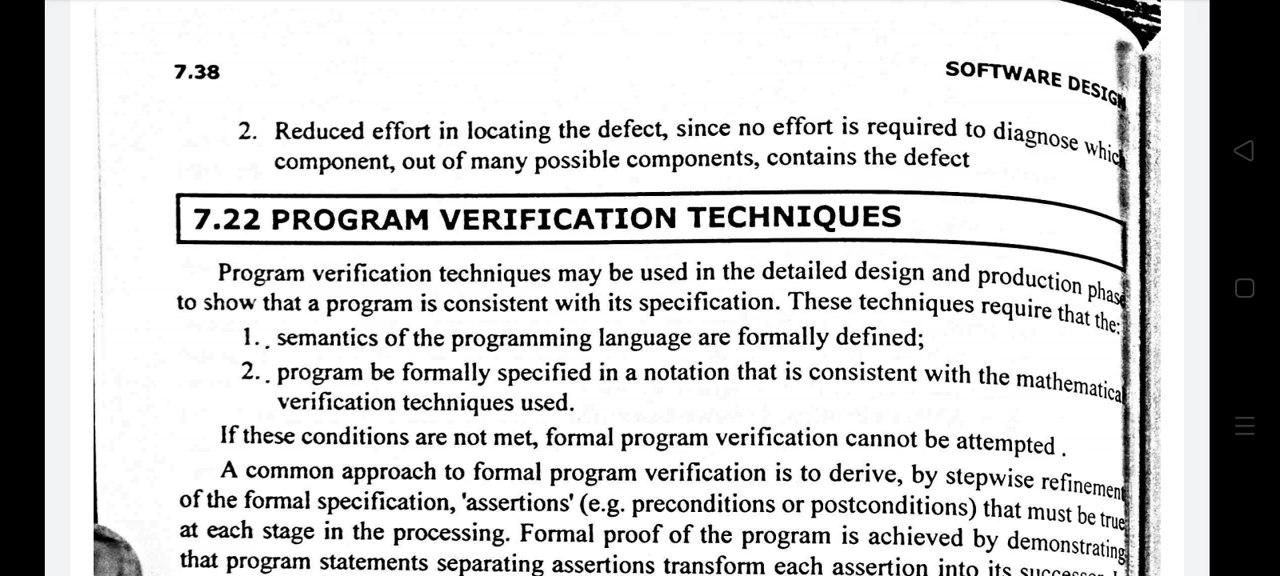 7.38
SOFTWARE DESIGN
2. Reduced effort in locating the defect, since no effort is required to diagnose which
component, out of many possible components, contains the defect
7.22 PROGRAM VERIFICATION TECHNIQUES
Program verification techniques may be used in the detailed design and production phase
to show that a program is consistent with its specification. These techniques require that the:
1. semantics of the programming language are formally defined;
2. program be formally specified in a notation that is consistent with the mathematical
verification techniques used.
If these conditions are not met, formal program verification cannot be attempted .
A common approach to formal program verification is to derive, by stepwise refinement
of the formal specification, 'assertions' (e.g. preconditions or postconditions) that must be true
at each stage in the processing. Formal proof of the program is achieved by demonstrating
that program statements separating assertions transform each assertion into its